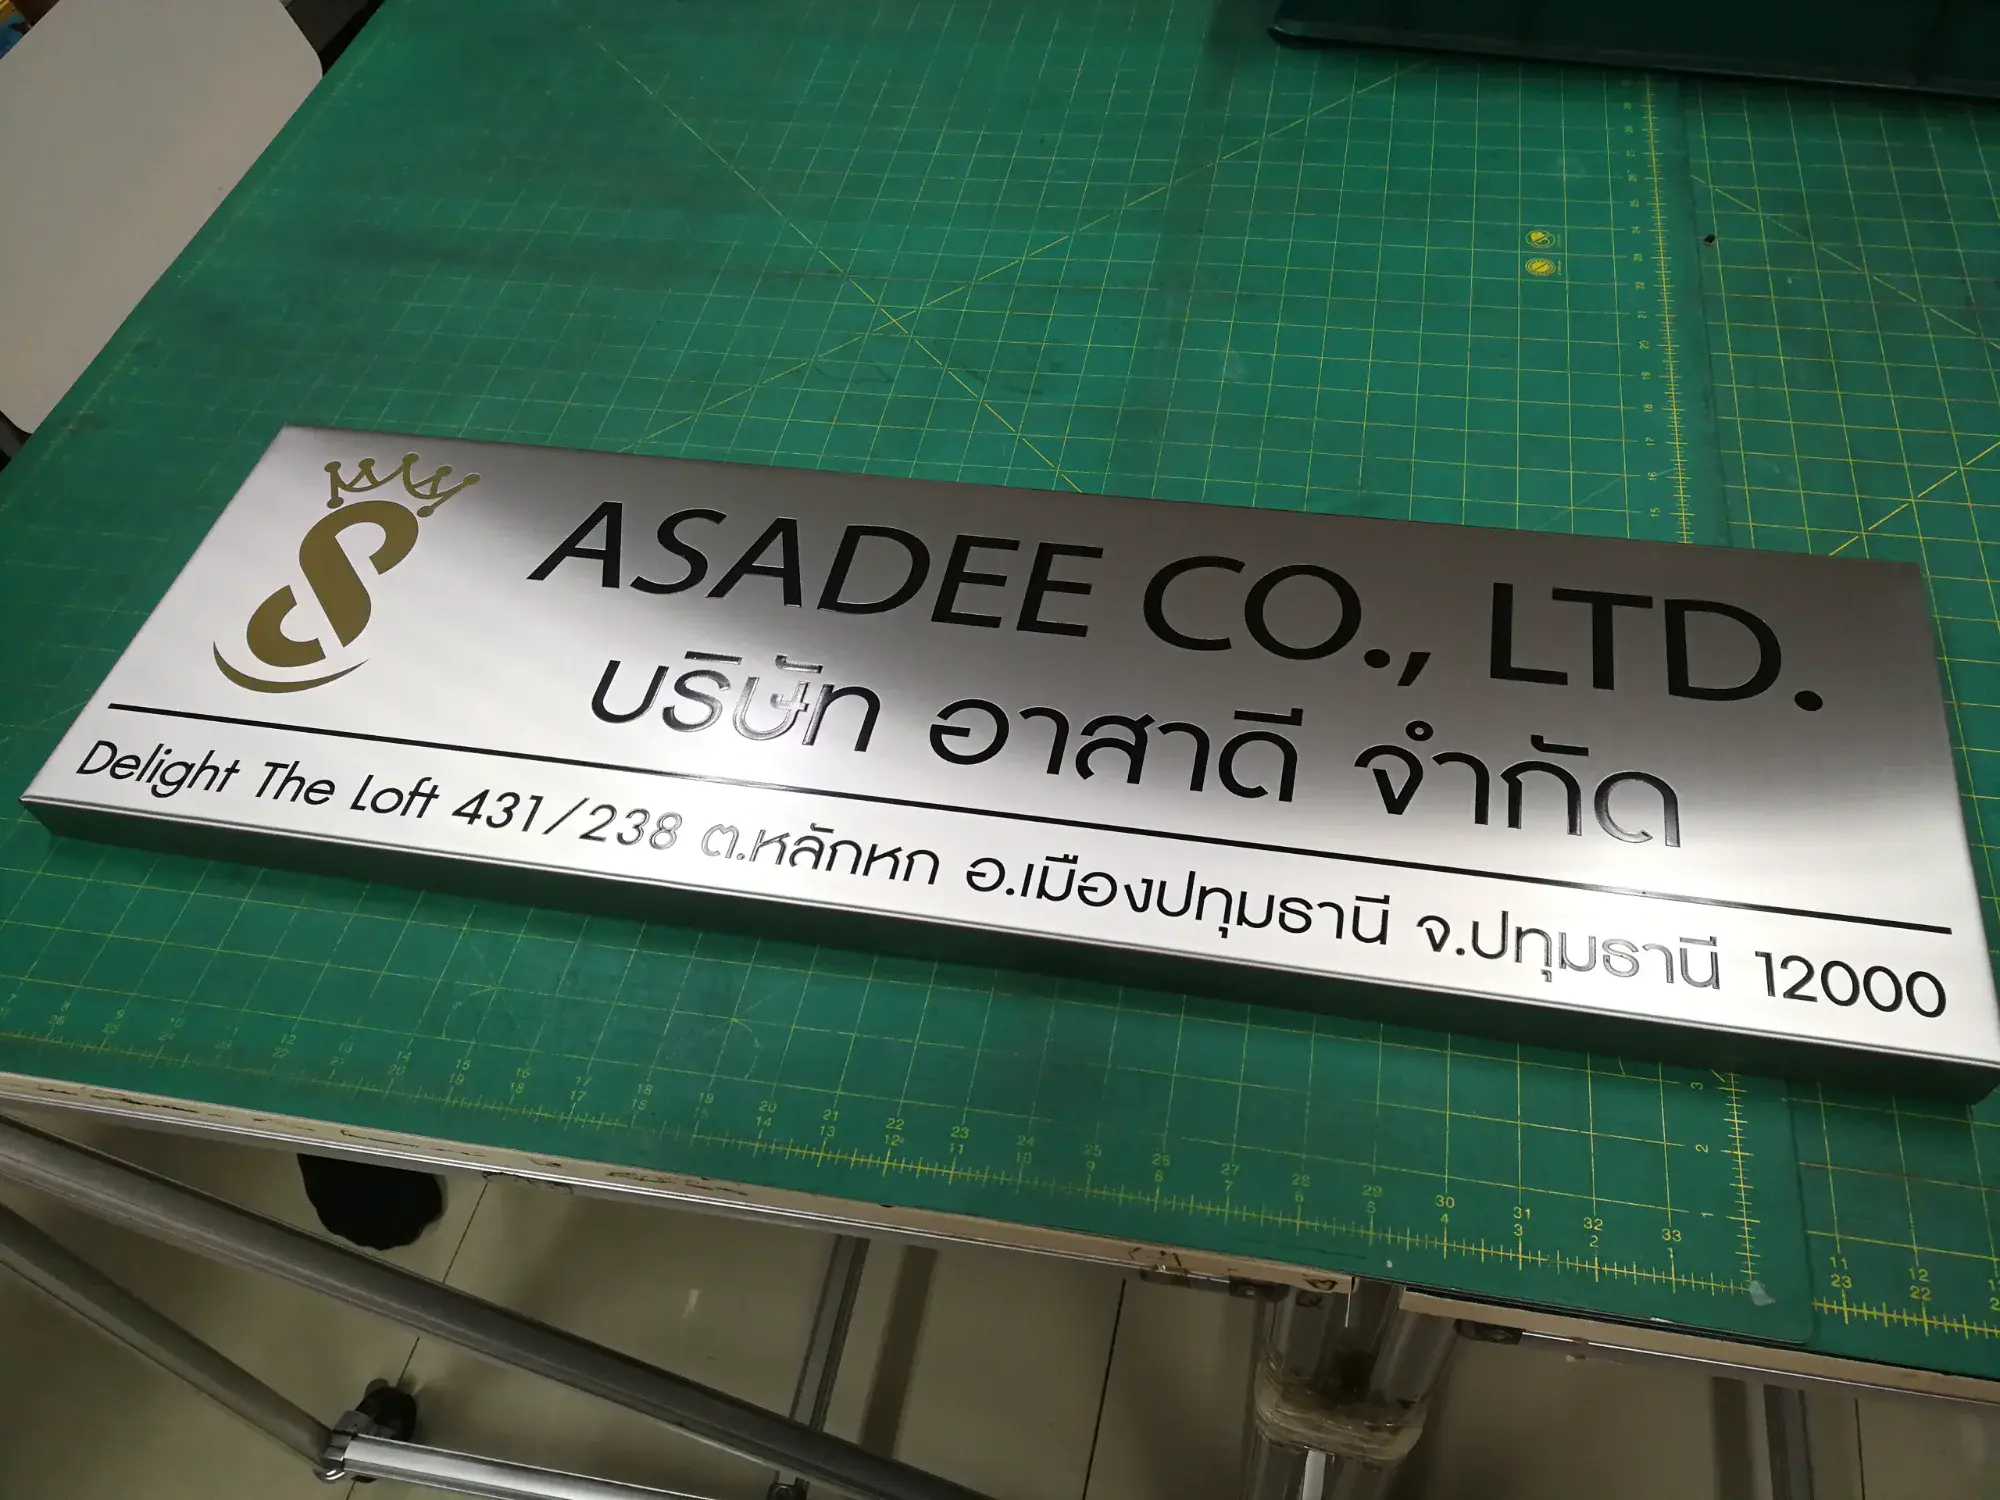 ASADEE CO., LTD.
บริษัท อาสาดี จำกัด
Delight The Loft 431/238 ต.หลักหก อ.เมืองปทุมธานี จ.ปทุมธานี 12000